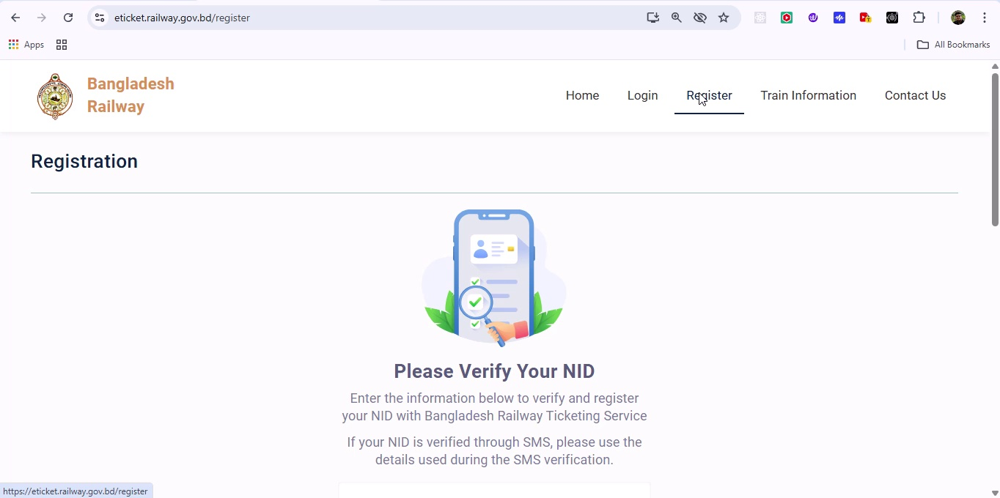 eticket.railway.gov.bd/register
Apps
All Bookmarks
Bangladesh
Railway
Home
Login
Register
Train Information
Contact Us
Registration
Please Verify Your NID
Enter the information below to verify and register
your NID with Bangladesh Railway Ticketing Service
If your NID is verified through SMS, please use the
details used during the SMS verification.
https://eticket.railway.gov.bd/register